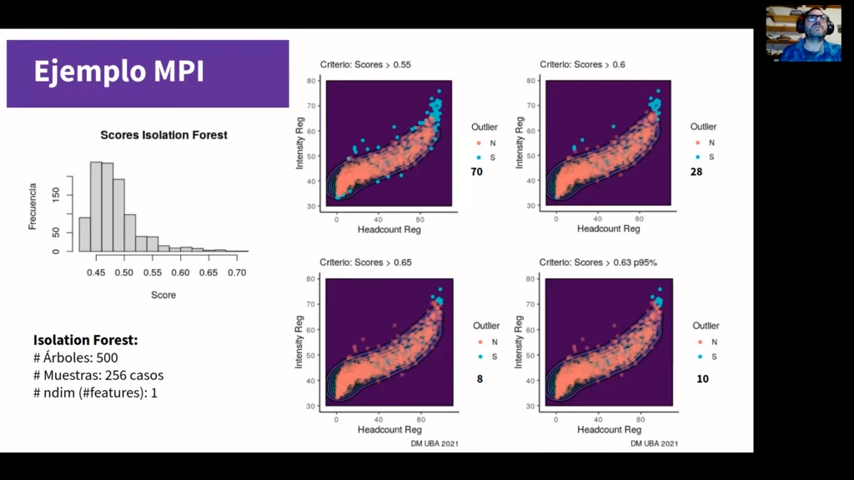 Ejemplo MPI
Scores Isolation Forest
Frecuencia
150
50
0
0.45 0.50 0.55 0.60 0.65 0.70
Score
Isolation Forest:
# Árboles: 500
# Muestras: 256 casos
# ndim (#features): 1
Criterio: Scores > 0.55
Intensity Reg
80
70
60
50
40
30
0 40 80
Headcount Reg
Outlier
N
S
70
Criterio: Scores > 0.6
Intensity Reg
80
70
60
50
40
30
0 40 80
Headcount Reg
Outlier
N
S
28
Criterio: Scores > 0.65
Intensity Reg
80
70
60
50
40
30
0 40 80
Headcount Reg
Outlier
N
S
8
DM UBA 2021
Criterio: Scores > 0.63 p95%
Intensity Reg
80
70
60
50
40
30
0 40 80
Headcount Reg
Outlier
N
S
10
DM UBA 2021